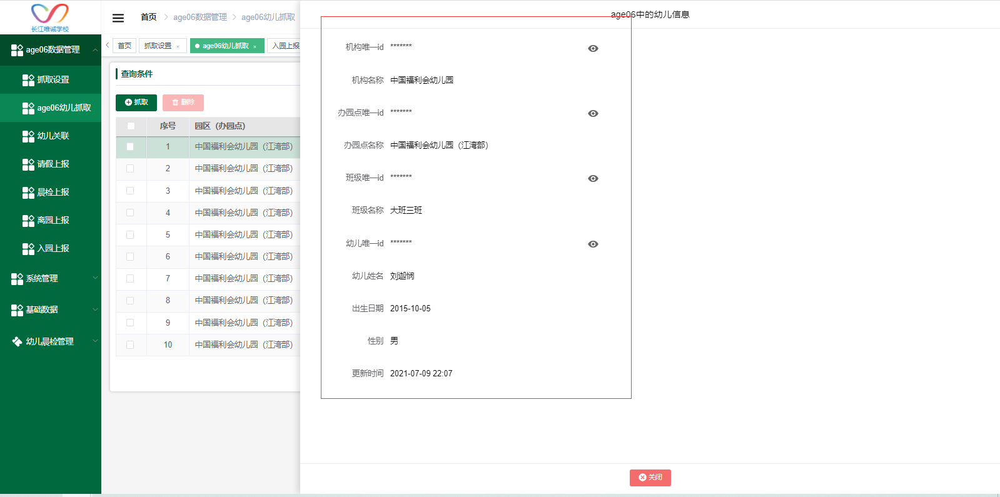 长江唯诚学校
age06数据管理
抓取设置
age06幼儿抓取
幼儿关联
请假上报
晨检上报
离园上报
入园上报
系统管理
基础数据
幼儿晨检管理
首页 > age06数据管理 > age06幼儿抓取
首页 抓取设置 × age06幼儿抓取 × 入园上报
查询条件
抓取 删除
序号 园区（办园点）
1 中国福利会幼儿园（江湾部）
2 中国福利会幼儿园（江湾部）
3 中国福利会幼儿园（江湾部）
4 中国福利会幼儿园（江湾部）
5 中国福利会幼儿园（江湾部）
6 中国福利会幼儿园（江湾部）
7 中国福利会幼儿园（江湾部）
8 中国福利会幼儿园（江湾部）
9 中国福利会幼儿园（江湾部）
10 中国福利会幼儿园（江湾部）
age06中的幼儿信息
机构唯一id *******
机构名称 中国福利会幼儿园
办园点唯一id *******
办园点名称 中国福利会幼儿园（江湾部）
班级唯一id *******
班级名称 大班三班
幼儿唯一id *******
幼儿姓名 刘迦悯
出生日期 2015-10-05
性别 男
更新时间 2021-07-09 22:07
关闭